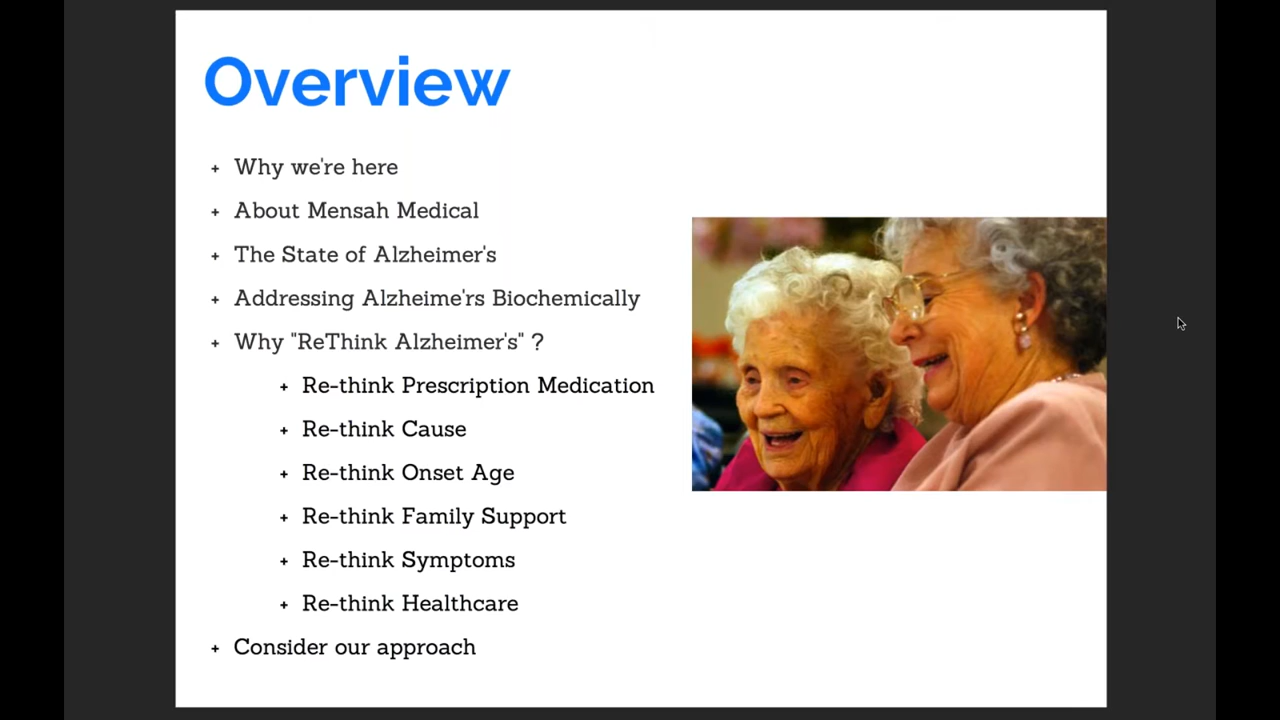 Overview
+ Why we're here
+ About Mensah Medical
+ The State of Alzheimer's
+ Addressing Alzheime'rs Biochemically
+ Why "ReThink Alzheimer's" ?
+ Re-think Prescription Medication
+ Re-think Cause
+ Re-think Onset Age
+ Re-think Family Support
+ Re-think Symptoms
+ Re-think Healthcare
+ Consider our approach